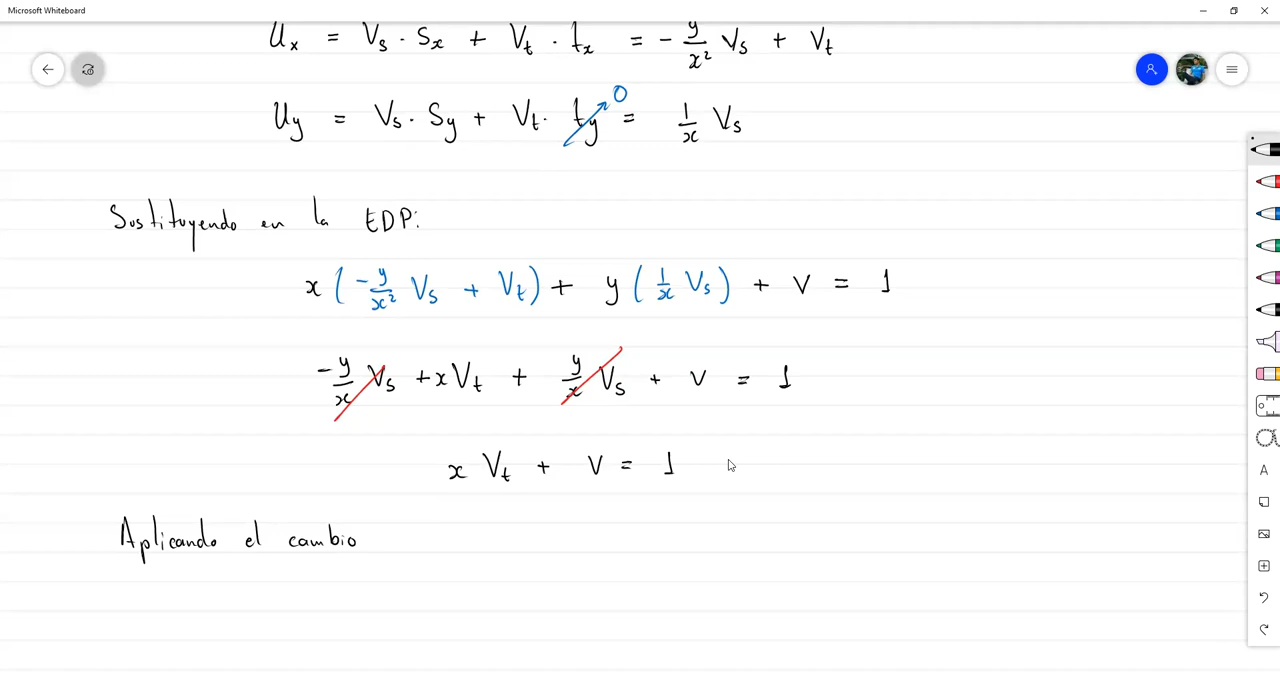 Microsoft Whiteboard
Ux = Vs · Sx + Vt · tx = - y/x² Vs + Vt
Uy = Vs · Sy + Vt · ty 0 = 1/x Vs
Sustituyendo en la EDP:
x ( - y/x² Vs + Vt ) + y ( 1/x Vs ) + v = 1
- y/x Vs + x Vt + y/x Vs + v = 1
x Vt + v = 1
Aplicando el cambio
A